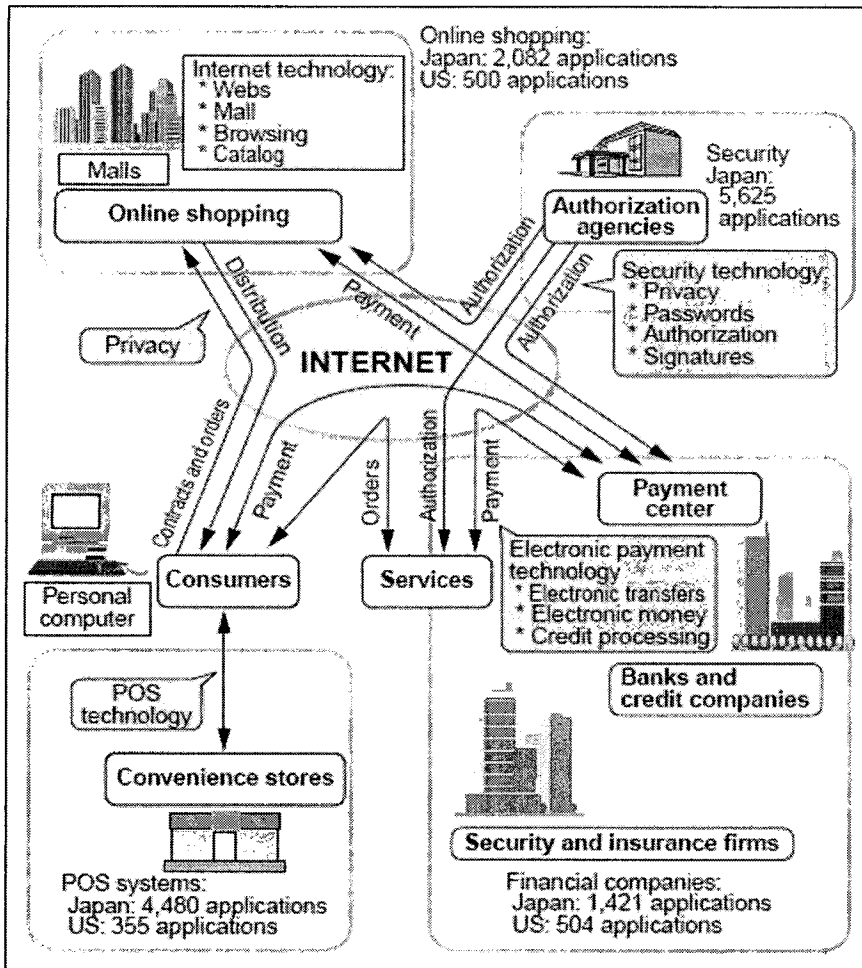 Online shopping:
Japan: 2,082 applications
US: 500 applications
Internet technology:
* Webs
* Mall
* Browsing
* Catalog
Malls
Online shopping
Security
Japan:
5,625
applications
Authorization
agencies
Security technology:
* Privacy
* Passwords
* Authorization
* Signatures
Distribution
Payment
Authorization
Authorization
Privacy
INTERNET
Contracts and orders
Payment
Orders
Authorization
Payment
Payment
center
Personal
computer
Consumers
Services
Electronic payment
technology
* Electronic transfers
* Electronic money
* Credit processing
Banks and
credit companies
POS
technology
Convenience stores
Security and insurance firms
POS systems:
Japan: 4,480 applications
US: 355 applications
Financial companies:
Japan: 1,421 applications
US: 504 applications